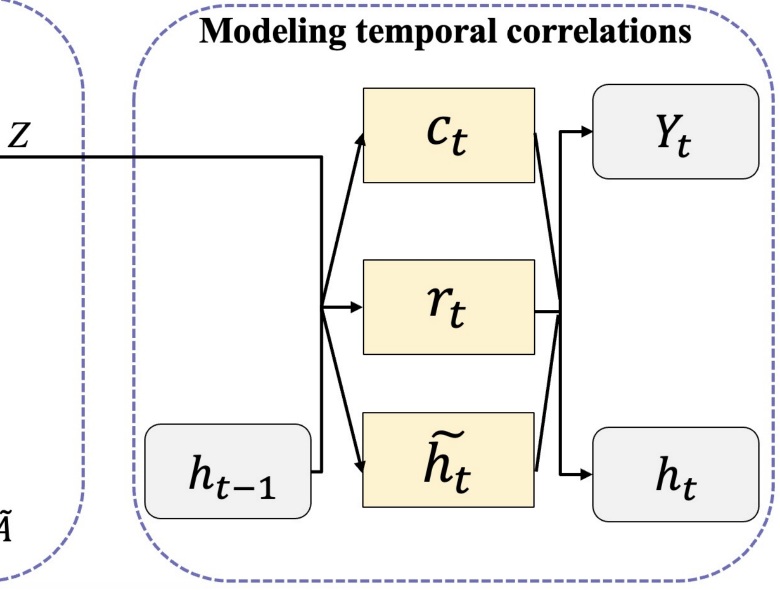 Modeling temporal correlations
Z
c_t
Y_t
r_t
h̃_t
h_{t-1}
h_t
Ã